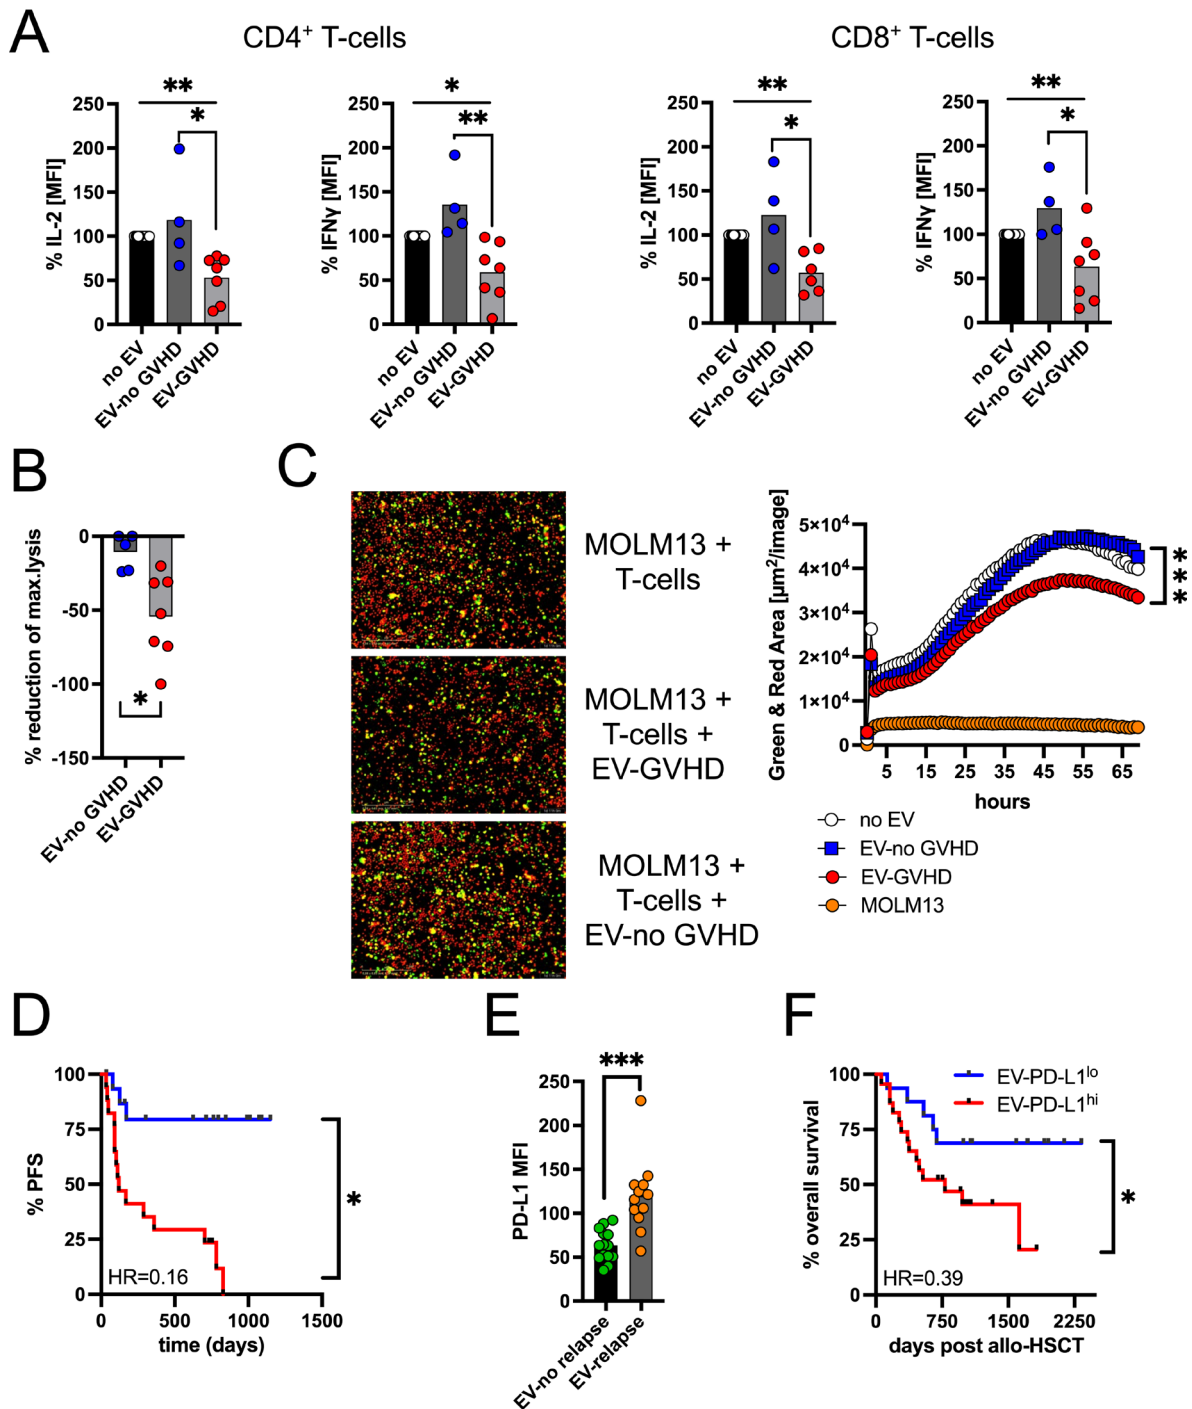 A
CD4⁺ T-cells
CD8⁺ T-cells
% IL-2 [MFI]
250
200
150
100
50
0
**
*
no EV
EV-no GVHD
EV-GVHD
% IFNγ [MFI]
250
200
150
100
50
0
*
**
no EV
EV-no GVHD
EV-GVHD
% IL-2 [MFI]
250
200
150
100
50
0
**
*
no EV
EV-no GVHD
EV-GVHD
% IFNγ [MFI]
250
200
150
100
50
0
**
*
no EV
EV-no GVHD
EV-GVHD
B
% reduction of max.lysis
0
-50
-100
-150
*
EV-no GVHD
EV-GVHD
C
MOLM13 +
T-cells
MOLM13 +
T-cells +
EV-GVHD
MOLM13 +
T-cells +
EV-no GVHD
Green & Red Area [µm²/image]
5×10⁴
4×10⁴
3×10⁴
2×10⁴
1×10⁴
0
5 15 25 35 45 55 65
hours
***
no EV
EV-no GVHD
EV-GVHD
MOLM13
D
% PFS
100
75
50
25
0
HR=0.16
0 500 1000 1500
time (days)
*
E
PD-L1 MFI
250
200
150
100
50
0
***
EV-no relapse
EV-relapse
F
% overall survival
100
75
50
25
0
EV-PD-L1ˡᵒ
EV-PD-L1ʰⁱ
HR=0.39
0 750 1500 2250
days post allo-HSCT
*